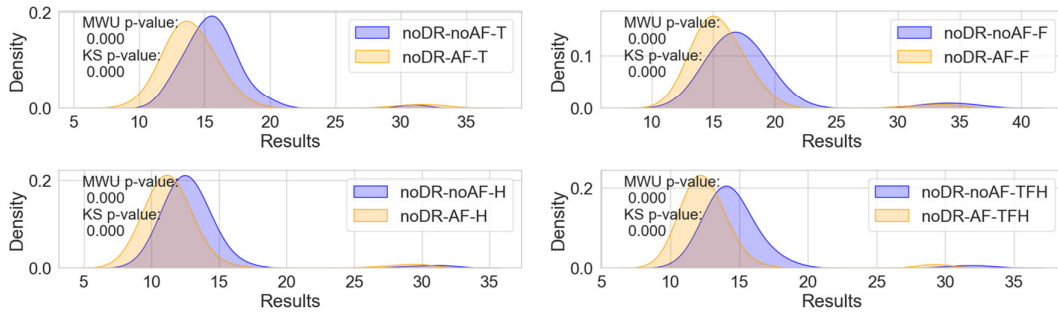 MWU p-value:
0.000
KS p-value:
0.000
noDR-noAF-T
noDR-AF-T
Density
0.2
0.0
5 10 15 20 25 30 35
Results
MWU p-value:
0.000
KS p-value:
0.000
noDR-noAF-F
noDR-AF-F
Density
0.1
0.0
10 15 20 25 30 35 40
Results
MWU p-value:
0.000
KS p-value:
0.000
noDR-noAF-H
noDR-AF-H
Density
0.2
0.0
5 10 15 20 25 30 35
Results
MWU p-value:
0.000
KS p-value:
0.000
noDR-noAF-TFH
noDR-AF-TFH
Density
0.2
0.0
5 10 15 20 25 30 35
Results